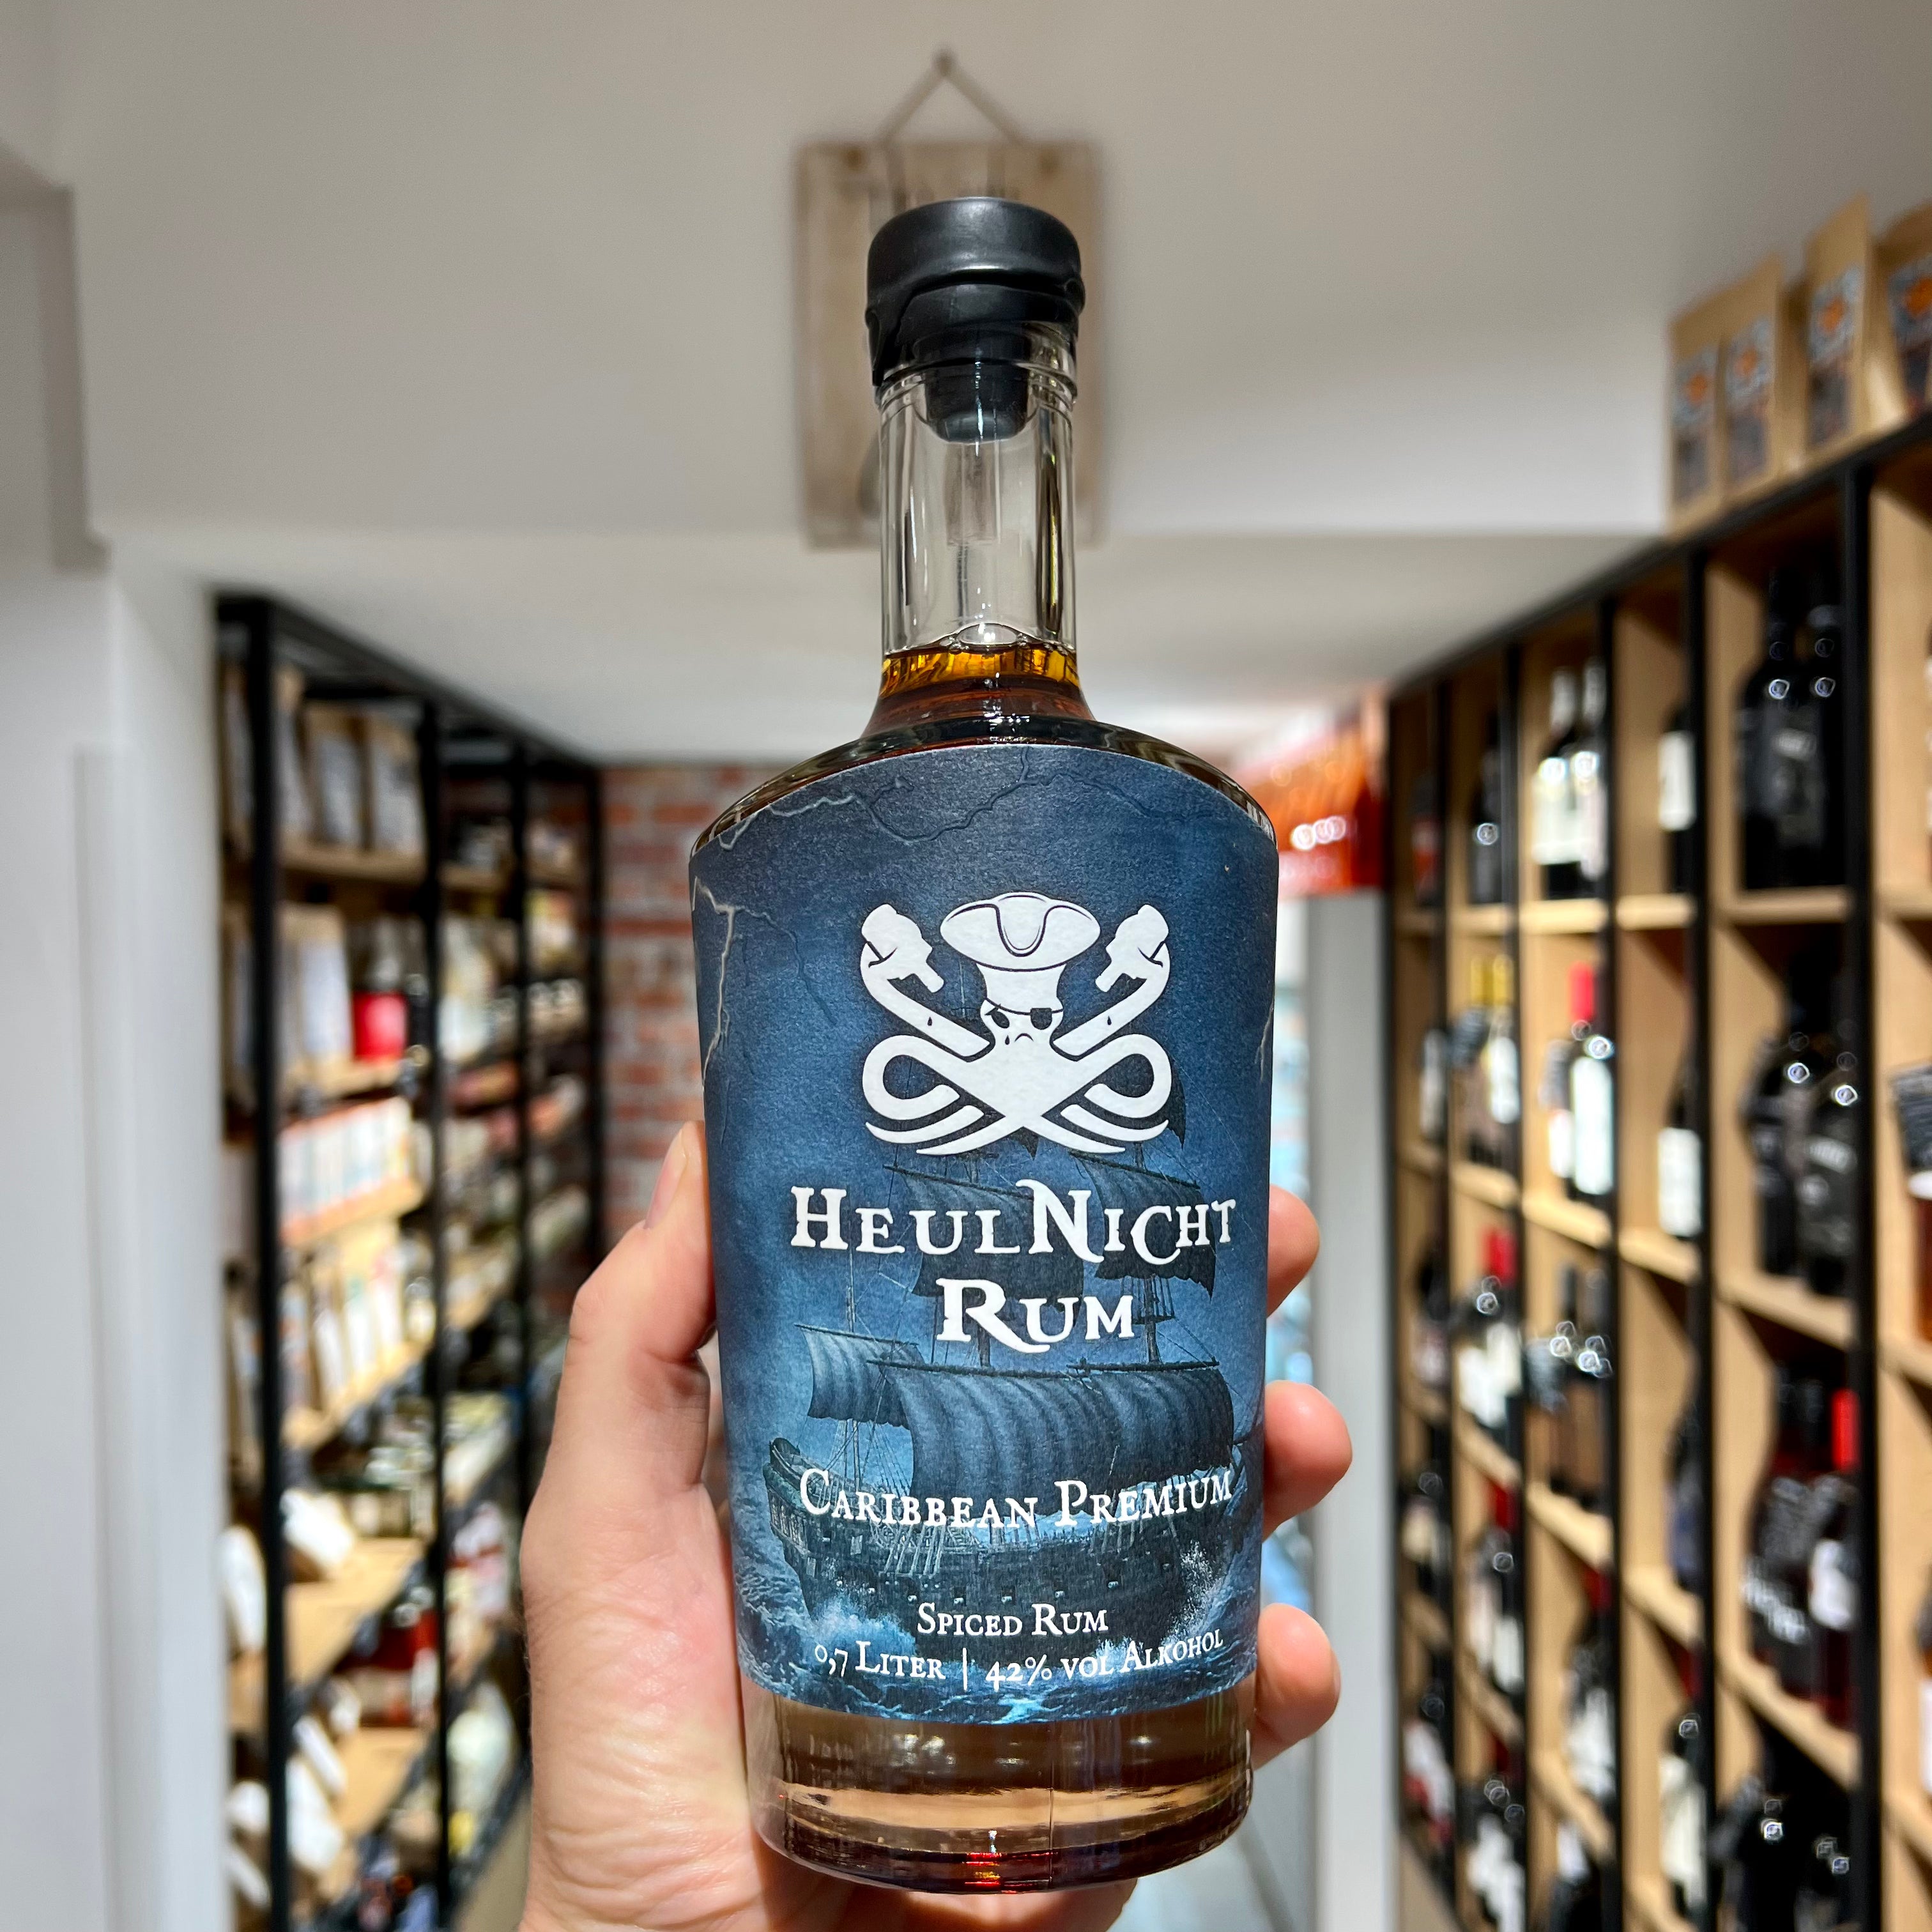 HeulNicht
Rum
Caribbean Premium
Spiced Rum
0,7 Liter | 42% vol Alkohol